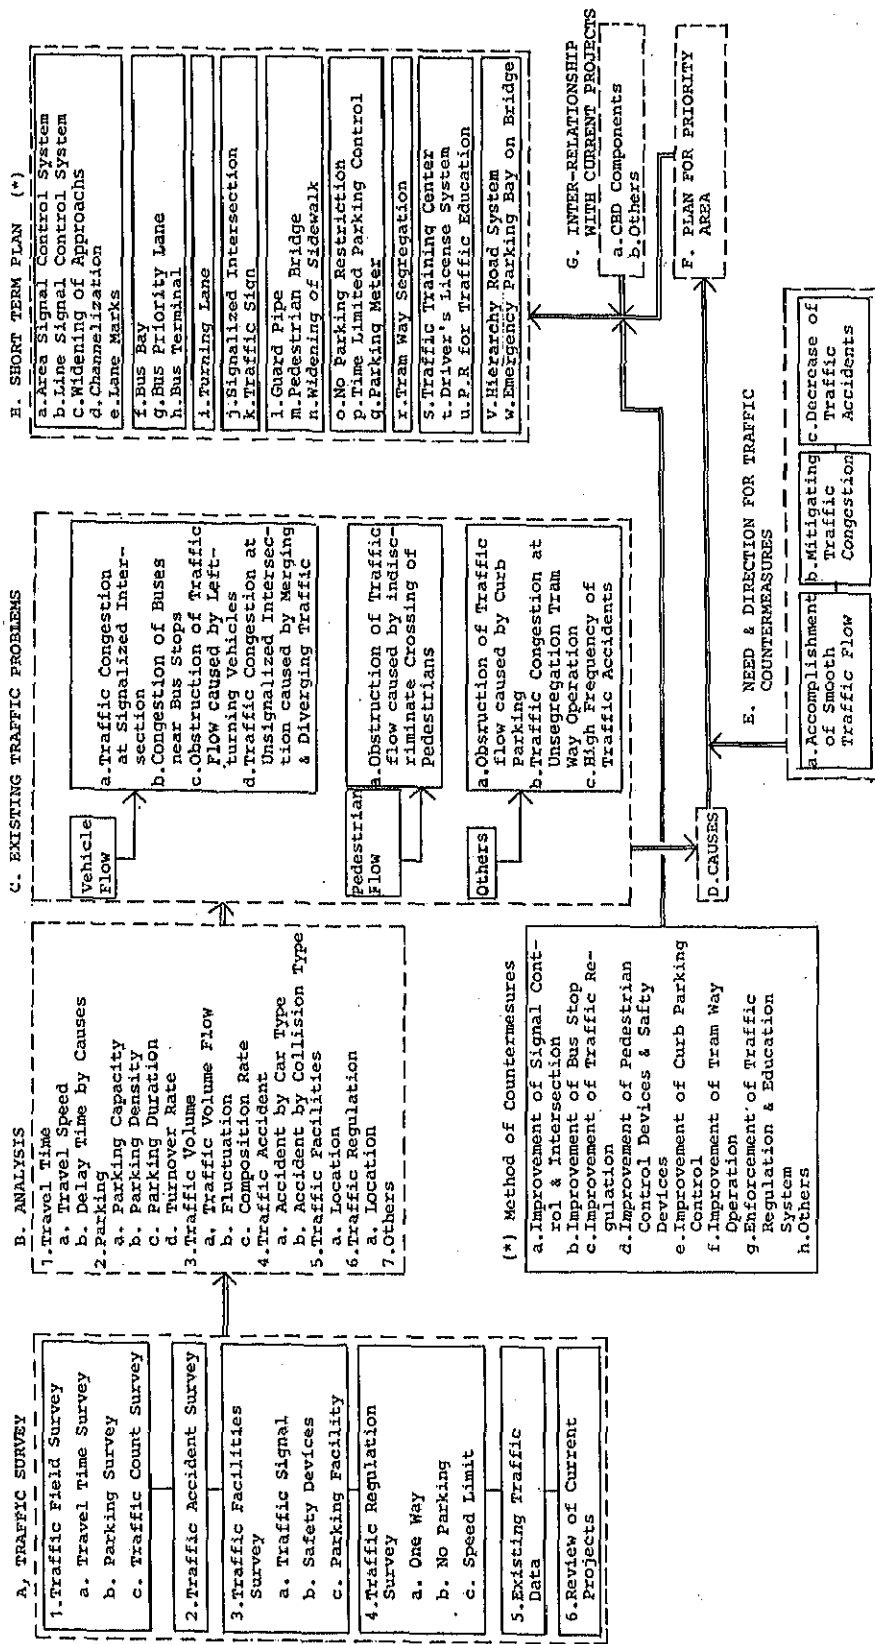 A, TRAFFIC SURVEY
1.Traffic Field Survey
a. Travel Time Survey
b. Parking Survey
c. Traffic Count Survey
2.Traffic Accident Survey
3.Traffic Facilities
Survey
a. Traffic Signal
b. Safety Devices
c. Parking Facility
4.Traffic Regulation
Survey
a. One Way
b. No Parking
c. Speed Limit
5.Existing Traffic
Data
6.Review of Current
Projects
B. ANALYSIS
1.Travel Time
a. Travel Speed
b. Delay Time by Causes
2.Parking
a. Parking Capacity
b. Parking Density
c. Parking Duration
d. Turnover Rate
3.Traffic Volume
a. Traffic Volume Flow
b. Fluctuation
c. Composition Rate
4.Traffic Accident
a. Accident by Car Type
b. Accident by Collision Type
5.Traffic Facilities
a. Location
6.Traffic Regulation
a. Location
7.Others
(*) Method of Countermesures
a.Improvement of Signal Cont-
rol & Intersection
b.Improvement of Bus Stop
c.Improvement of Traffic Re-
gulation
d.Improvement of Pedestrian
Control Devices & Safty
Devices
e.Improvement of Curb Parking
Control
f.Improvement of Tram Way
Operation
g.Enforcement of Traffic
Regulation & Education
System
h.Others
C. EXISTING TRAFFIC PROBLEMS
Vehicle
Flow
a.Traffic Congestion
at Signalized Inter-
section
b.Congestion of Buses
near Bus Stops
c.Obstruction of Traffic
Flow caused by Left-
turning Vehicles
d.Traffic Congestion at
Unsignalized Intersec-
tion caused by Merging
& Diverging Traffic
Pedestrian
Flow
a.Obstruction of Traffic
flow caused by indisc-
riminate Crossing of
Pedestrians
Others
a.Obsruction of Traffic
flow caused by Curb
Parking
b.Traffic Congestion at
Unsegregation Tram
Way Operation
c.High Frequency of
Traffic Accidents
D.CAUSES
E. NEED & DIRECTION FOR TRAFFIC
COUNTERMEASURES
a.Accomplishment
of Smooth
Traffic Flow
b.Mitigating
Traffic
Congestion
c.Decrease of
Traffic
Accidents
H. SHORT TERM PLAN (*)
a.Area Signal Control System
b.Line Signal Control System
c.Widening of Approachs
d.Channelization
e.Lane Marks
f.Bus Bay
g.Bus Priority Lane
h.Bus Terminal
i.Turning Lane
j.Signalized Intersection
k.Traffic Sign
l.Guard Pipe
m.Pedestrian Bridge
n.Widening of Sidewalk
o.No Parking Restriction
p.Time Limited Parking Control
q.Parking Meter
r.Tram Way Segregation
s.Traffic Training Center
t.Driver's License System
u.P.R for Traffic Education
v.Hierarchy Road System
w.Emergency Parking Bay on Bridge
G. INTER-RELATIONSHIP
WITH CURRENT PROJECTS
a.CBD Components
b.Others
F. PLAN FOR PRIORITY
AREA